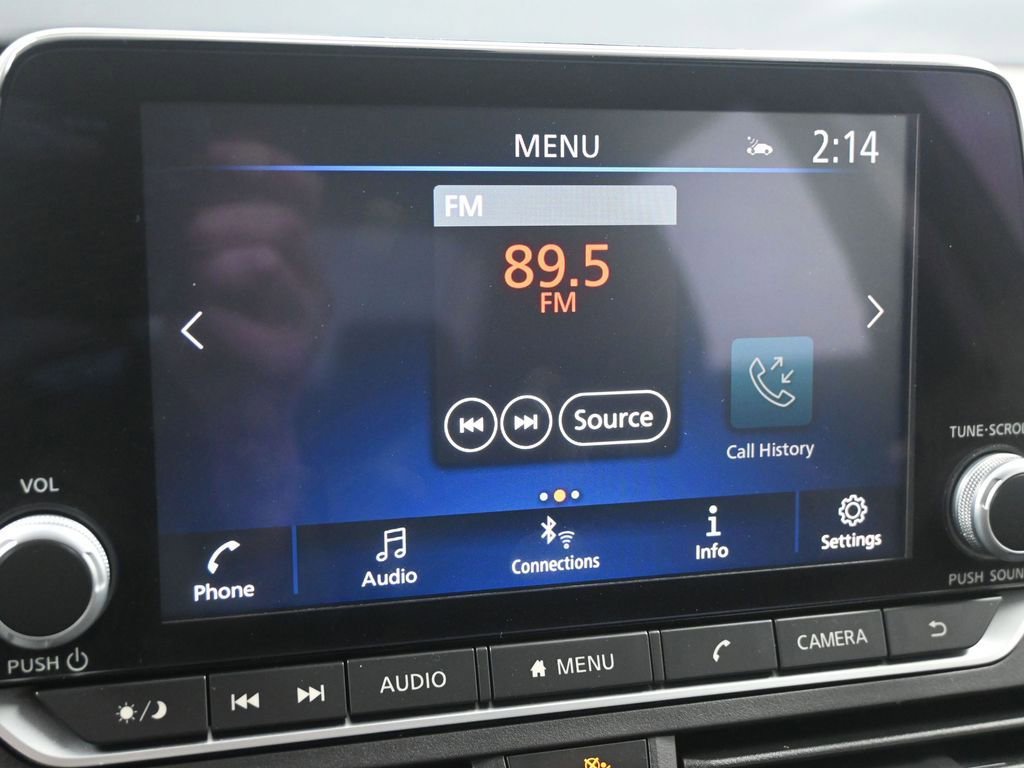 MENU
2:14
FM
89.5
FM
Source
Call History
VOL
TUNE·SCRO
Phone
Audio
Connections
Info
Settings
PUSH
PUSH SOUN
AUDIO
MENU
CAMERA